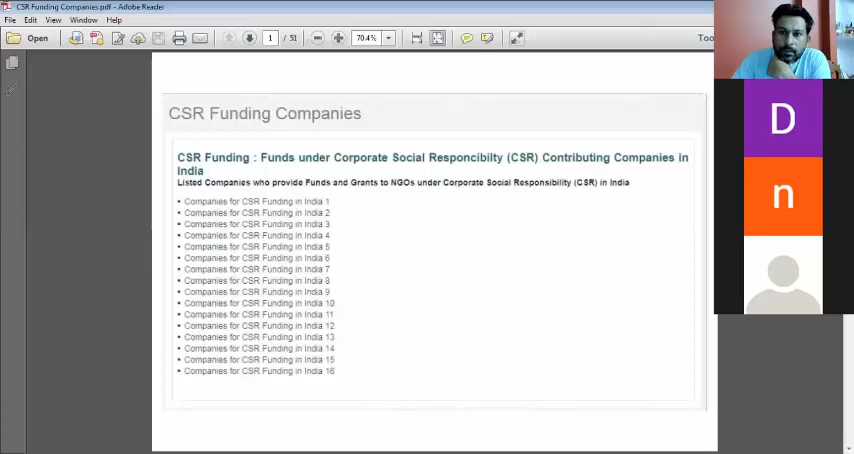 CSR Funding Companies.pdf - Adobe Reader
File Edit View Window Help
Open 1 / 51 70.4% Too
CSR Funding Companies
CSR Funding : Funds under Corporate Social Responcibilty (CSR) Contributing Companies in
India
Listed Companies who provide Funds and Grants to NGOs under Corporate Social Responsibility (CSR) in India
• Companies for CSR Funding in India 1
• Companies for CSR Funding in India 2
• Companies for CSR Funding in India 3
• Companies for CSR Funding in India 4
• Companies for CSR Funding in India 5
• Companies for CSR Funding in India 6
• Companies for CSR Funding in India 7
• Companies for CSR Funding in India 8
• Companies for CSR Funding in India 9
• Companies for CSR Funding in India 10
• Companies for CSR Funding in India 11
• Companies for CSR Funding in India 12
• Companies for CSR Funding in India 13
• Companies for CSR Funding in India 14
• Companies for CSR Funding in India 15
• Companies for CSR Funding in India 16
D
n